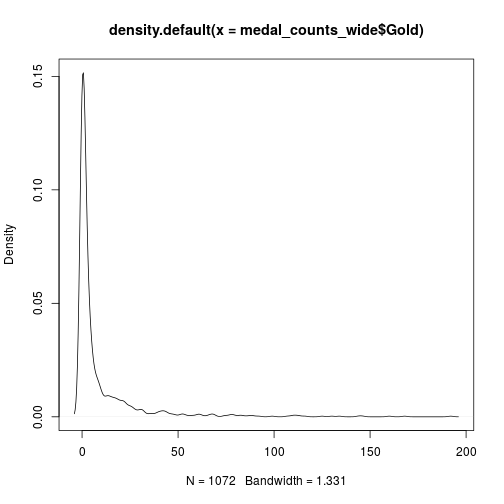 density.default(x = medal_counts_wide$Gold)
Density
0.15
0.10
0.05
0.00
0 50 100 150 200
N = 1072 Bandwidth = 1.331